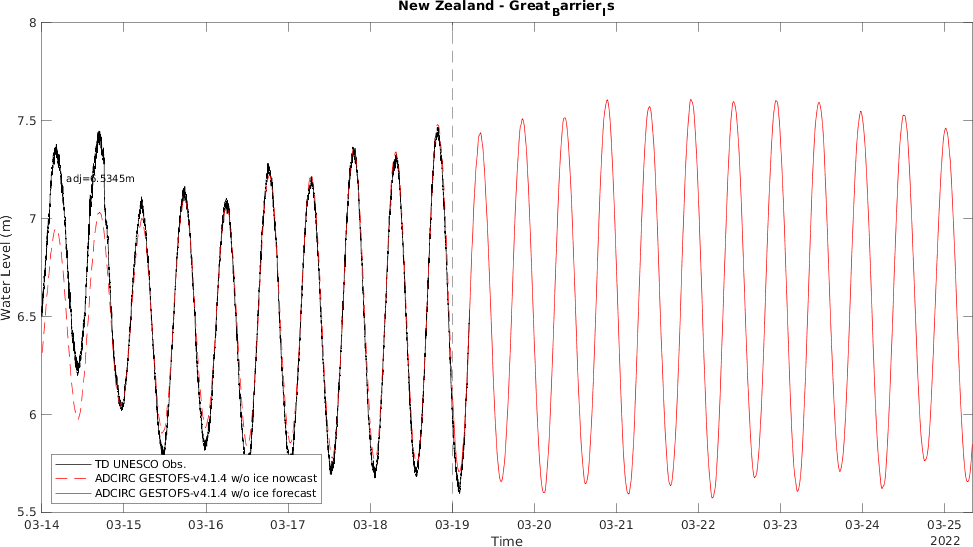 New Zealand - GreatBarrierIs
8
7.5
adj=6.5345m
7
Water Level (m)
6.5
6
TD UNESCO Obs.
ADCIRC GESTOFS-v4.1.4 w/o ice nowcast
ADCIRC GESTOFS-v4.1.4 w/o ice forecast
5.5
03-14 03-15 03-16 03-17 03-18 03-19 03-20 03-21 03-22 03-23 03-24 03-25
Time 2022